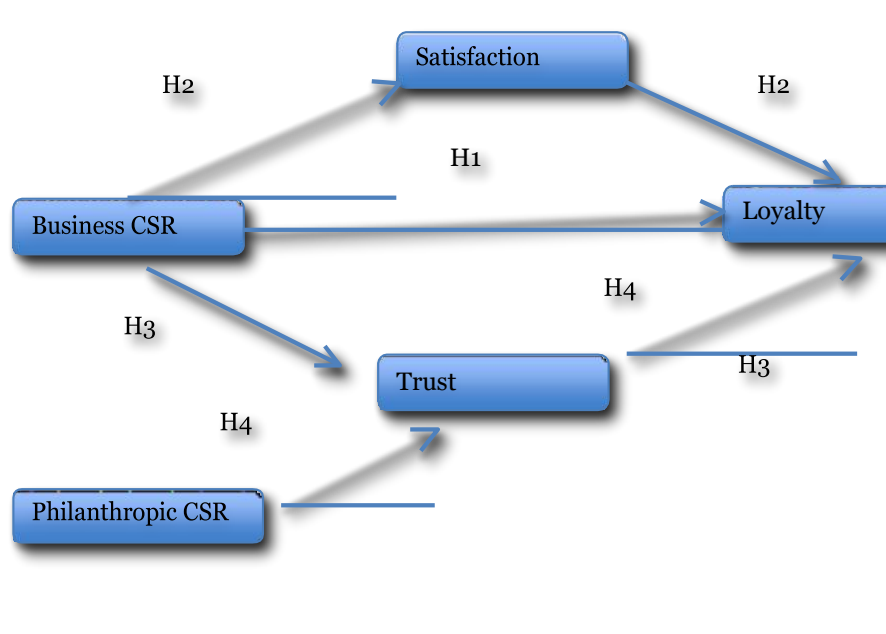 Satisfaction
H2
H2
H1
Business CSR
Loyalty
H4
H3
H3
Trust
H4
Philanthropic CSR